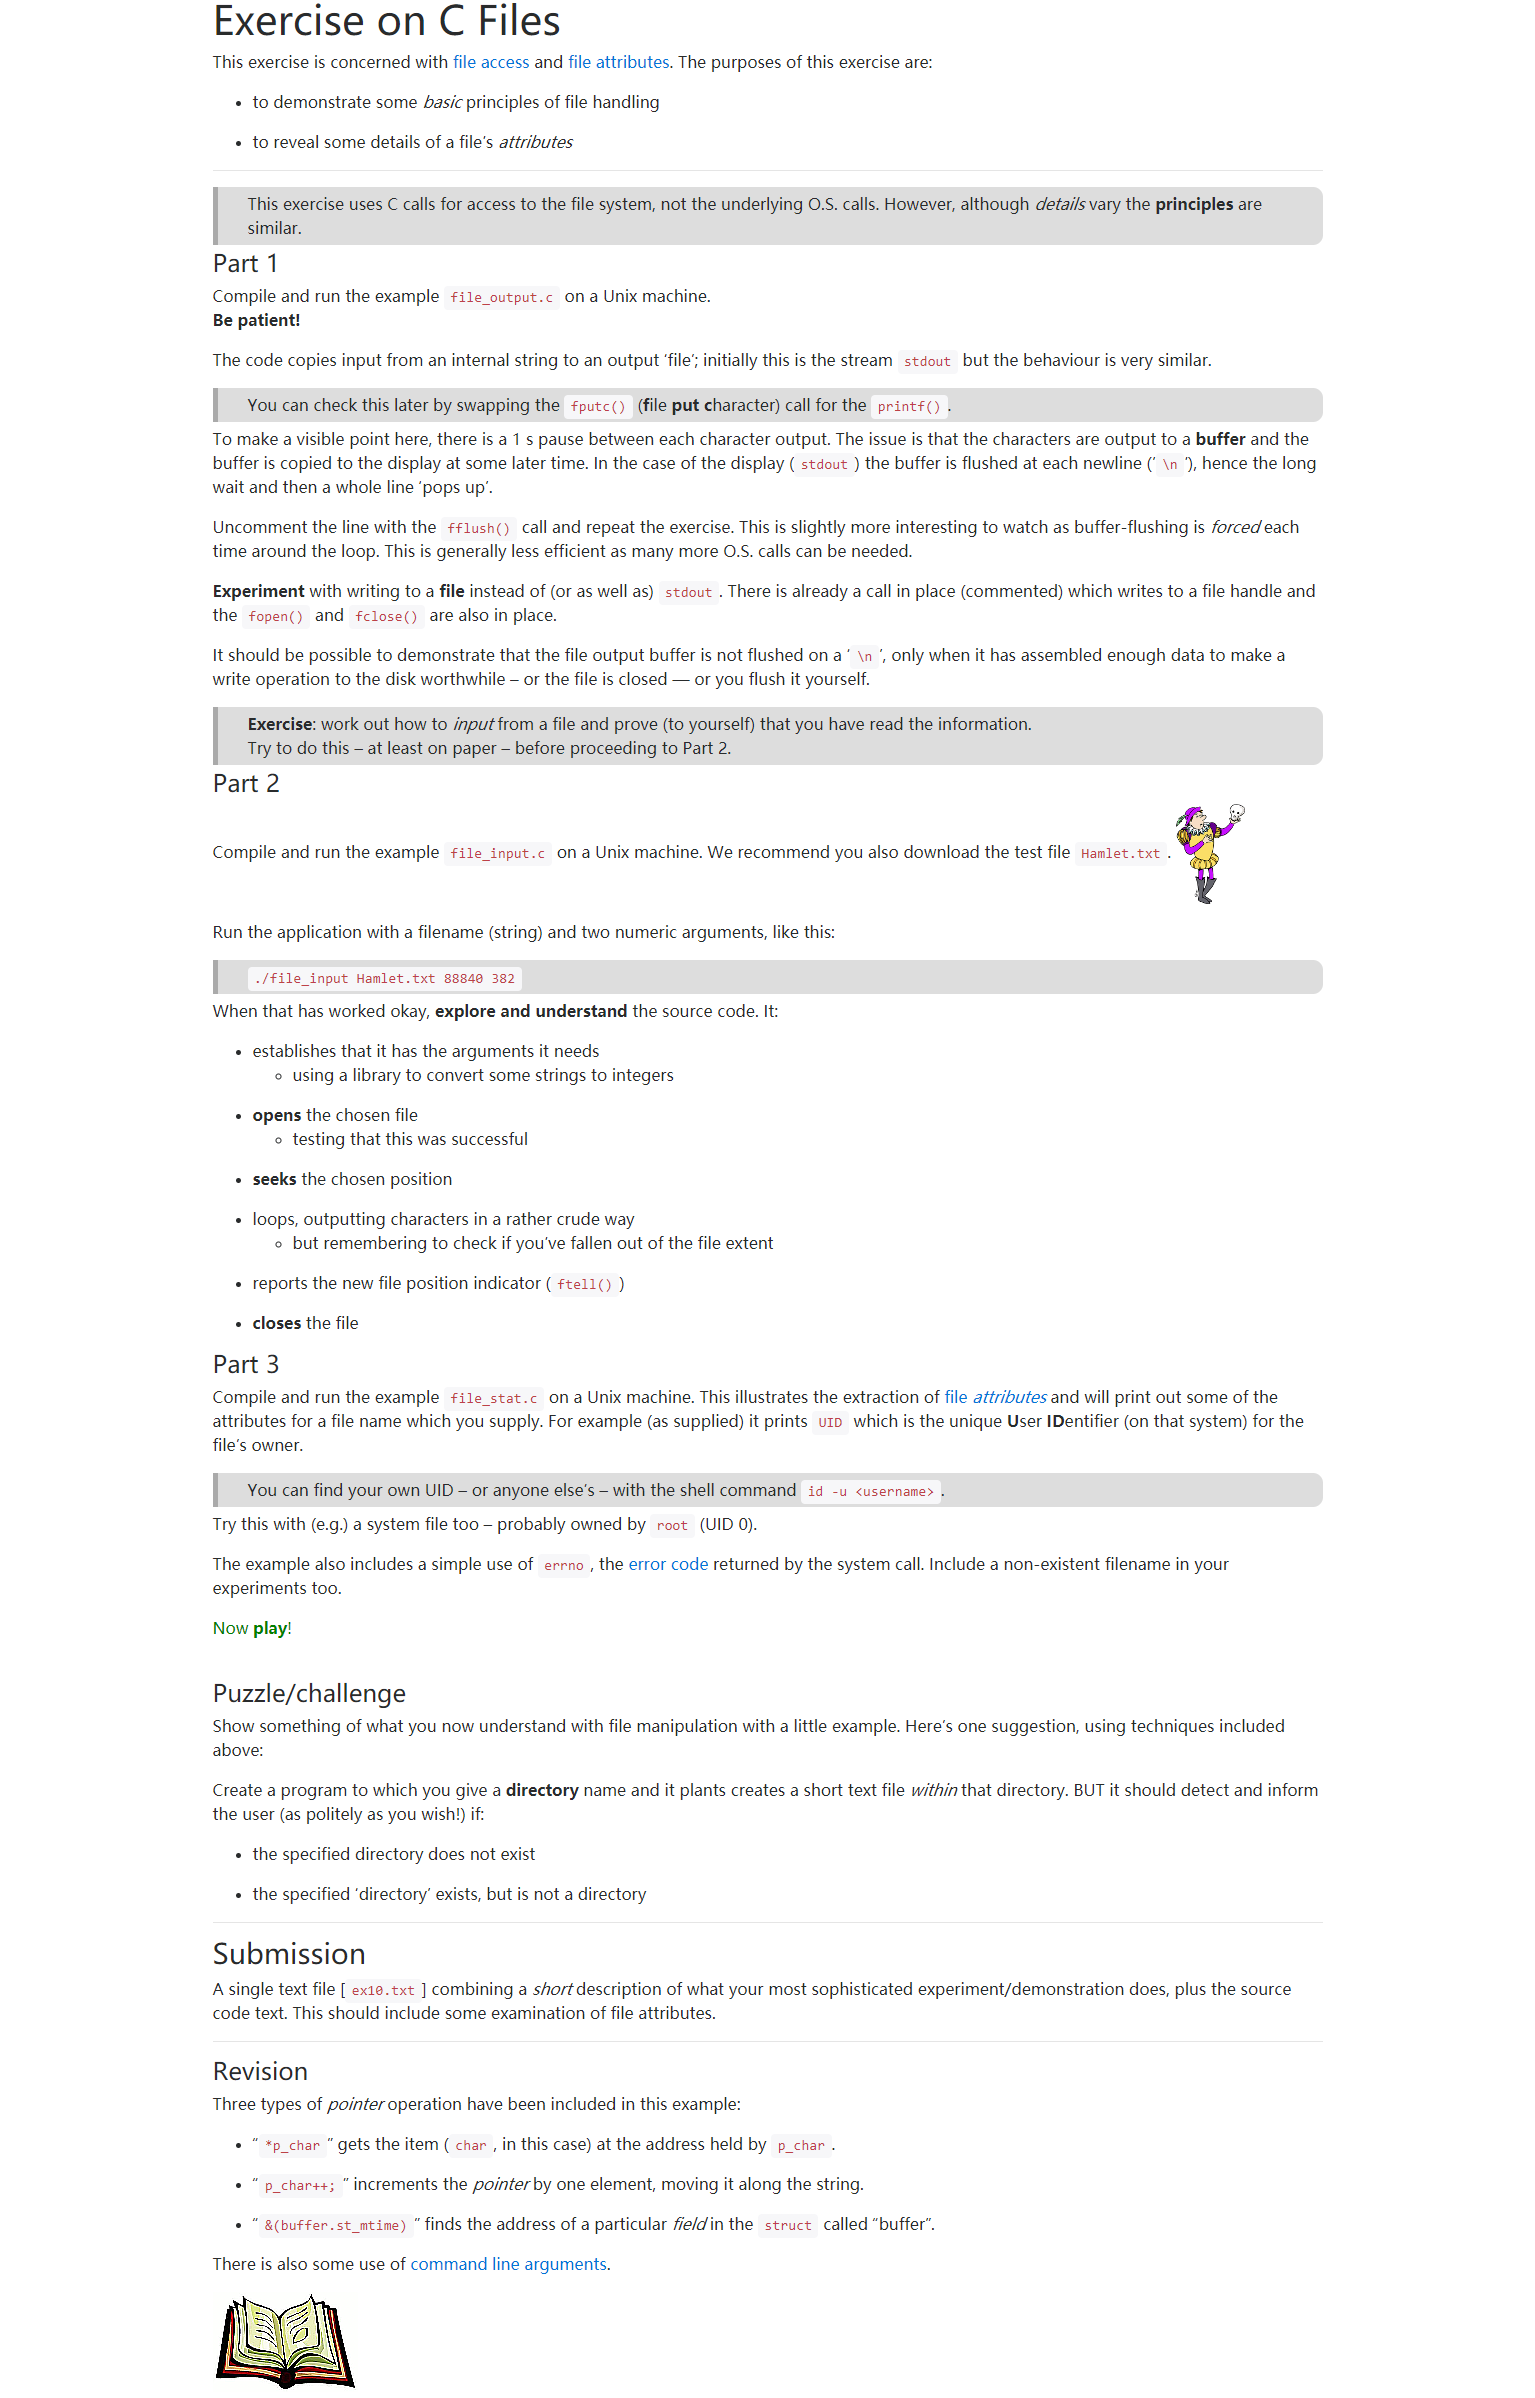 Exercise on C Files
This exercise is concerned with file access and file attributes. The purposes of this exercise are:
• to demonstrate some basic principles of file handling
• to reveal some details of a file's attributes
This exercise uses C calls for access to the file system, not the underlying O.S. calls. However, although details vary the principles are
similar.
Part 1
Compile and run the example file_output.c on a Unix machine.
Be patient!
The code copies input from an internal string to an output ‘file’; initially this is the stream stdout but the behaviour is very similar.
You can check this later by swapping the fputc() (file put character) call for the printf().
To make a visible point here, there is a 1 s pause between each character output. The issue is that the characters are output to a buffer and the
buffer is copied to the display at some later time. In the case of the display (stdout) the buffer is flushed at each newline (‘\n’), hence the long
wait and then a whole line ‘pops up’.
Uncomment the line with the fflush() call and repeat the exercise. This is slightly more interesting to watch as buffer-flushing is forced each
time around the loop. This is generally less efficient as many more O.S. calls can be needed.
Experiment with writing to a file instead of (or as well as) stdout. There is already a call in place (commented) which writes to a file handle and
the fopen() and fclose() are also in place.
It should be possible to demonstrate that the file output buffer is not flushed on a ‘\n’, only when it has assembled enough data to make a
write operation to the disk worthwhile – or the file is closed — or you flush it yourself.
Exercise: work out how to input from a file and prove (to yourself) that you have read the information.
Try to do this – at least on paper – before proceeding to Part 2.
Part 2
Compile and run the example file_input.c on a Unix machine. We recommend you also download the test file Hamlet.txt.
Run the application with a filename (string) and two numeric arguments, like this:
./file_input Hamlet.txt 88840 382
When that has worked okay, explore and understand the source code. It:
• establishes that it has the arguments it needs
◦ using a library to convert some strings to integers
• opens the chosen file
◦ testing that this was successful
• seeks the chosen position
• loops, outputting characters in a rather crude way
◦ but remembering to check if you’ve fallen out of the file extent
• reports the new file position indicator (ftell())
• closes the file
Part 3
Compile and run the example file_stat.c on a Unix machine. This illustrates the extraction of file attributes and will print out some of the
attributes for a file name which you supply. For example (as supplied) it prints UID which is the unique User IDentifier (on that system) for the
file’s owner.
You can find your own UID – or anyone else’s – with the shell command id -u <username>.
Try this with (e.g.) a system file too – probably owned by root (UID 0).
The example also includes a simple use of errno, the error code returned by the system call. Include a non-existent filename in your
experiments too.
Now play!
Puzzle/challenge
Show something of what you now understand with file manipulation with a little example. Here’s one suggestion, using techniques included
above:
Create a program to which you give a directory name and it plants creates a short text file within that directory. BUT it should detect and inform
the user (as politely as you wish!) if:
• the specified directory does not exist
• the specified ‘directory’ exists, but is not a directory
Submission
A single text file [ex10.txt] combining a short description of what your most sophisticated experiment/demonstration does, plus the source
code text. This should include some examination of file attributes.
Revision
Three types of pointer operation have been included in this example:
• “*p_char” gets the item (char, in this case) at the address held by p_char.
• “p_char++;” increments the pointer by one element, moving it along the string.
• “&(buffer.st_mtime)” finds the address of a particular field in the struct called “buffer”.
There is also some use of command line arguments.